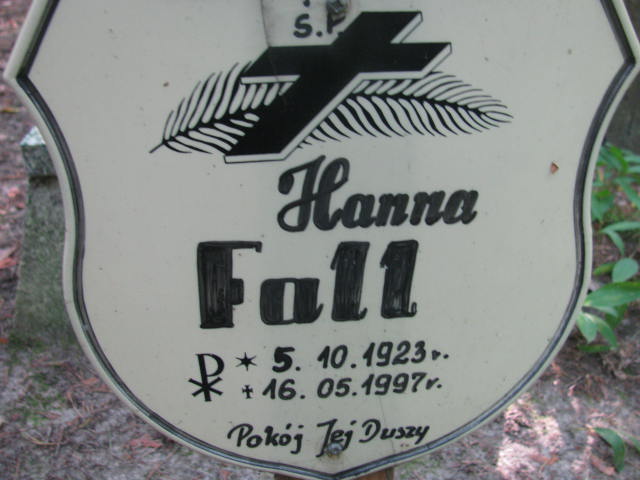 Ś.P.
Hanna
Fall
* 5. 10. 1923 r.
✝ 16. 05. 1997 r.
Pokój Jej Duszy